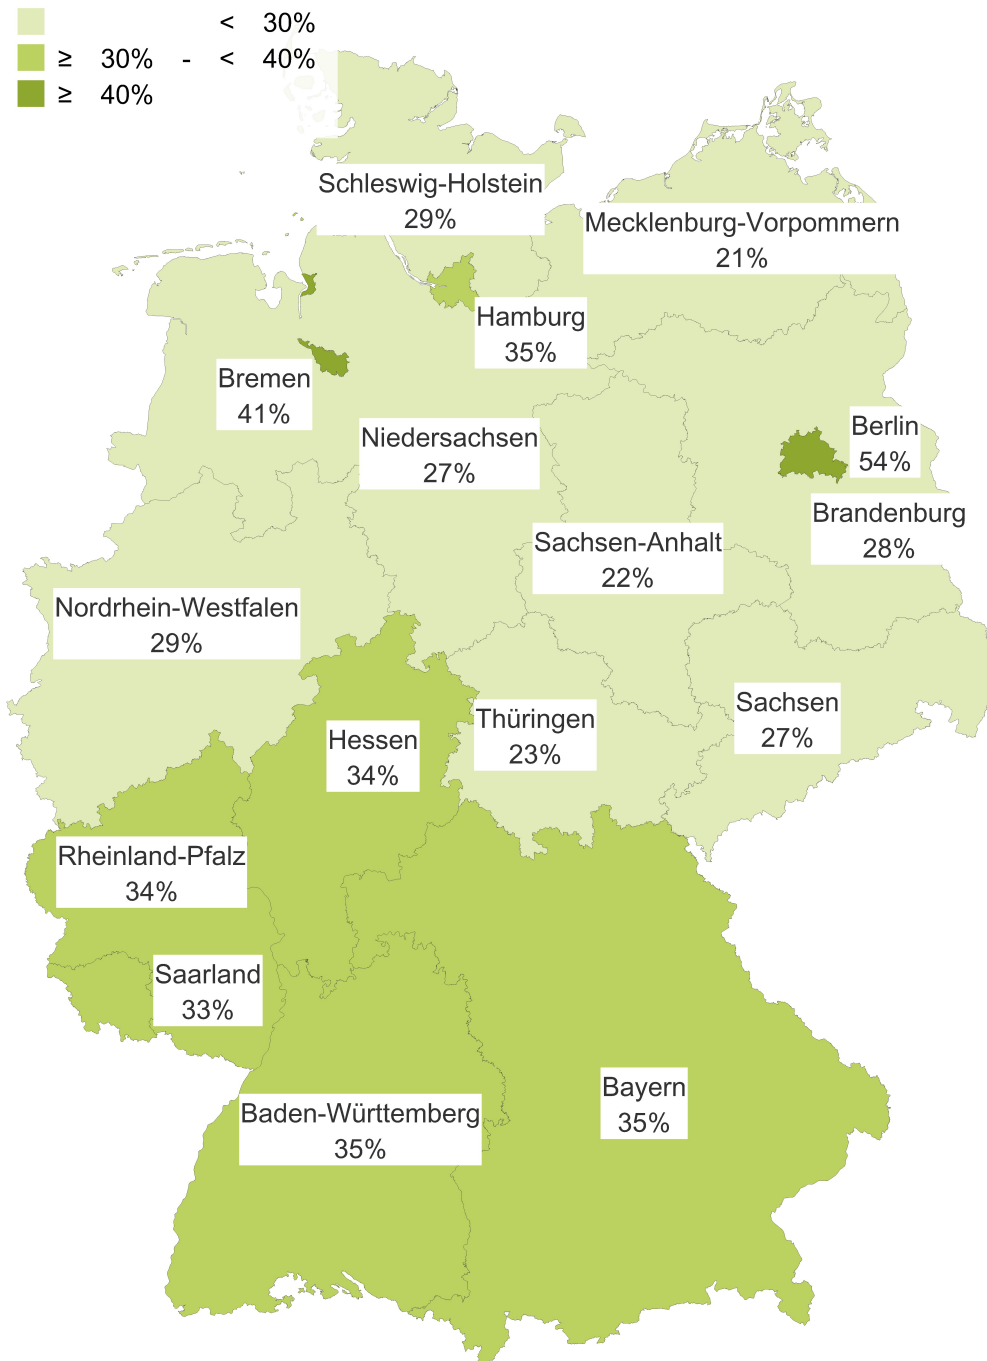 < 30%
≥ 30% - < 40%
≥ 40%
Schleswig-Holstein
29%
Mecklenburg-Vorpommern
21%
Hamburg
35%
Bremen
41%
Niedersachsen
27%
Berlin
54%
Brandenburg
28%
Sachsen-Anhalt
22%
Nordrhein-Westfalen
29%
Sachsen
27%
Thüringen
23%
Hessen
34%
Rheinland-Pfalz
34%
Saarland
33%
Bayern
35%
Baden-Württemberg
35%